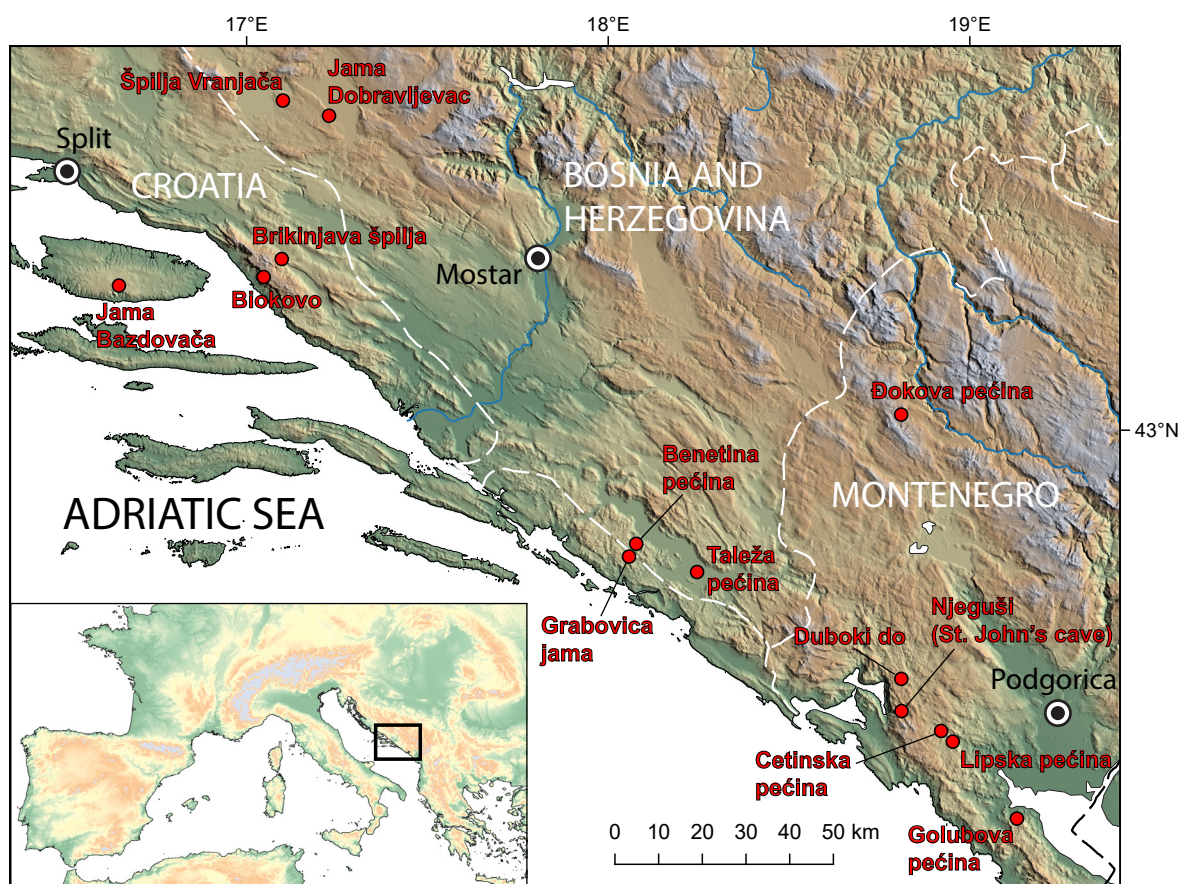 17°E
18°E
19°E
Špilja Vranjača
Jama
Dobravljevac
Split
CROATIA
BOSNIA AND
HERZEGOVINA
Brikinjava špilja
Mostar
Biokovo
Jama
Bazdovača
Đokova pećina
43°N
Benetina
pećina
MONTENEGRO
ADRIATIC SEA
Taleža
pećina
Grabovica
jama
Njeguši
(St. John's cave)
Duboki do
Podgorica
Cetinska
pećina
Lipska pećina
0 10 20 30 40 50 km
Golubova
pećina